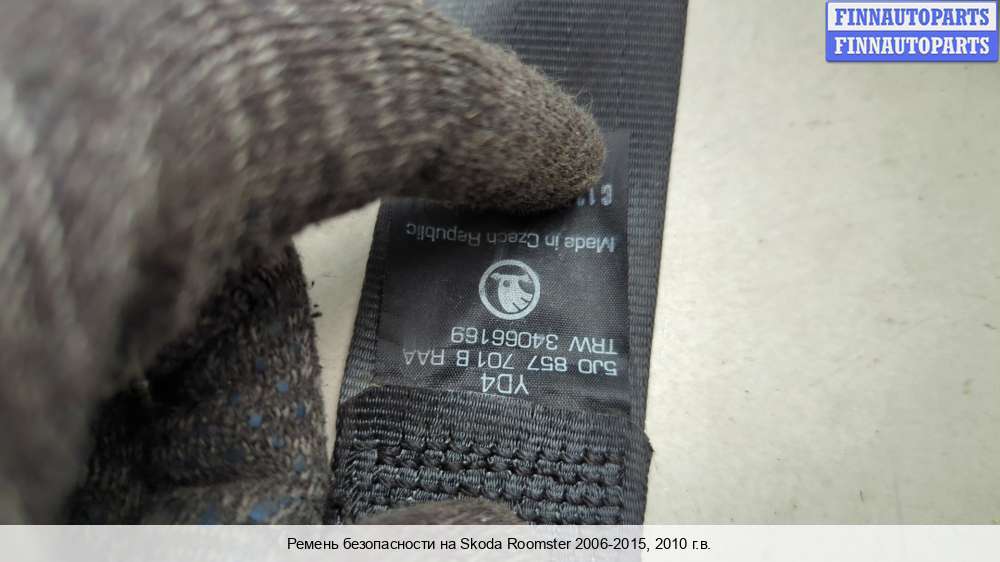 FINNAUTOPARTS
FINNAUTOPARTS
YD4
5J0 857 701 B RAA
TRW 34066169
Made in Czech Republic
Ремень безопасности на Skoda Roomster 2006-2015, 2010 г.в.